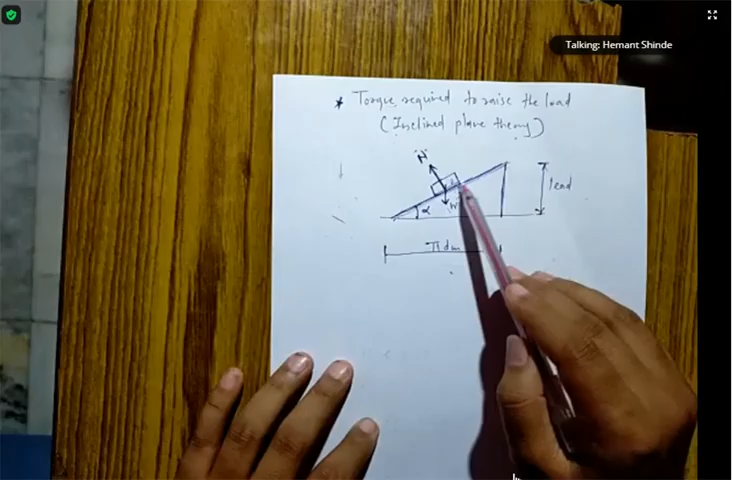 Talking: Hemant Shinde
* Torque required to raise the load
(Inclined plane theory)
N
W
α
lead
πdm